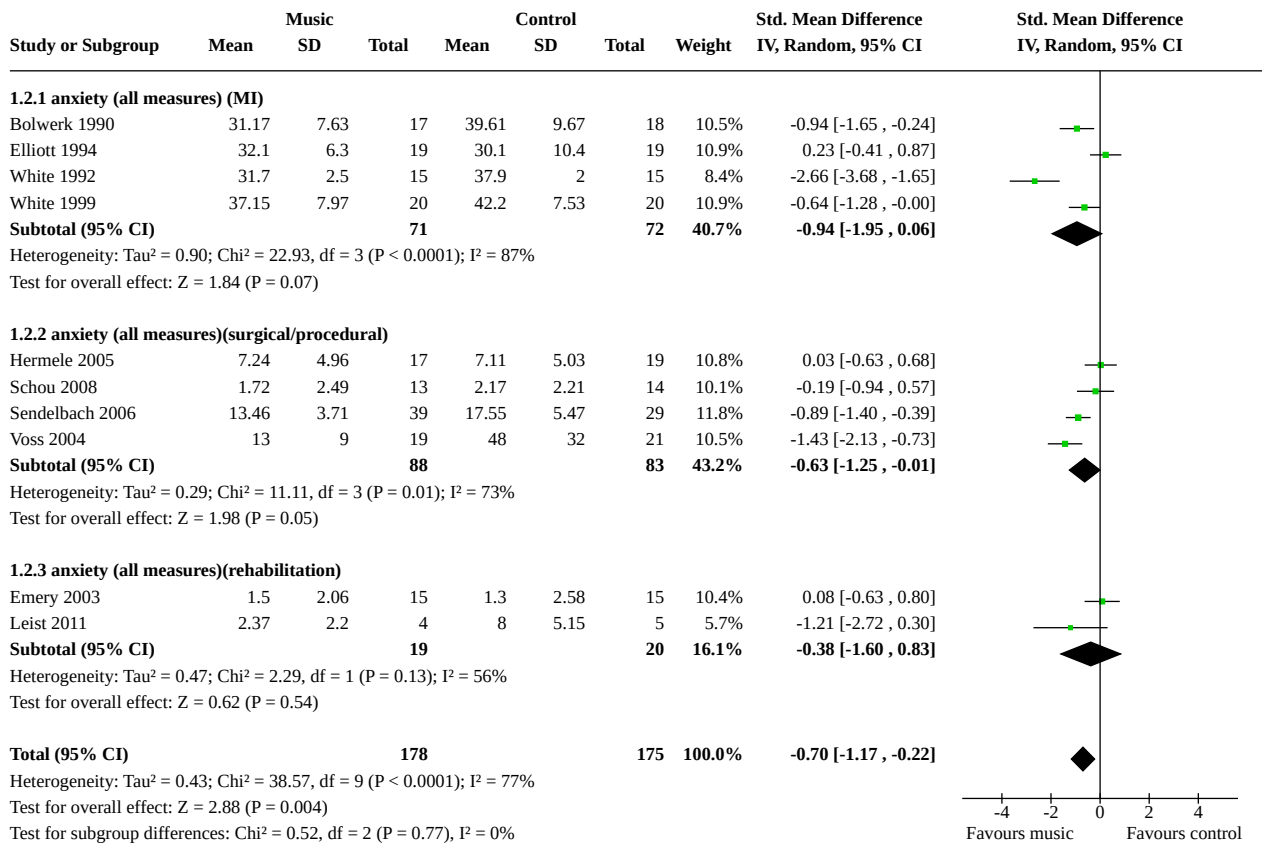 Music Control Std. Mean Difference Std. Mean Difference
Study or Subgroup Mean SD Total Mean SD Total Weight IV, Random, 95% CI IV, Random, 95% CI
1.2.1 anxiety (all measures) (MI)
Bolwerk 1990 31.17 7.63 17 39.61 9.67 18 10.5% -0.94 [-1.65 , -0.24]
Elliott 1994 32.1 6.3 19 30.1 10.4 19 10.9% 0.23 [-0.41 , 0.87]
White 1992 31.7 2.5 15 37.9 2 15 8.4% -2.66 [-3.68 , -1.65]
White 1999 37.15 7.97 20 42.2 7.53 20 10.9% -0.64 [-1.28 , -0.00]
Subtotal (95% CI) 71 72 40.7% -0.94 [-1.95 , 0.06]
Heterogeneity: Tau² = 0.90; Chi² = 22.93, df = 3 (P < 0.0001); I² = 87%
Test for overall effect: Z = 1.84 (P = 0.07)
1.2.2 anxiety (all measures)(surgical/procedural)
Hermele 2005 7.24 4.96 17 7.11 5.03 19 10.8% 0.03 [-0.63 , 0.68]
Schou 2008 1.72 2.49 13 2.17 2.21 14 10.1% -0.19 [-0.94 , 0.57]
Sendelbach 2006 13.46 3.71 39 17.55 5.47 29 11.8% -0.89 [-1.40 , -0.39]
Voss 2004 13 9 19 48 32 21 10.5% -1.43 [-2.13 , -0.73]
Subtotal (95% CI) 88 83 43.2% -0.63 [-1.25 , -0.01]
Heterogeneity: Tau² = 0.29; Chi² = 11.11, df = 3 (P = 0.01); I² = 73%
Test for overall effect: Z = 1.98 (P = 0.05)
1.2.3 anxiety (all measures)(rehabilitation)
Emery 2003 1.5 2.06 15 1.3 2.58 15 10.4% 0.08 [-0.63 , 0.80]
Leist 2011 2.37 2.2 4 8 5.15 5 5.7% -1.21 [-2.72 , 0.30]
Subtotal (95% CI) 19 20 16.1% -0.38 [-1.60 , 0.83]
Heterogeneity: Tau² = 0.47; Chi² = 2.29, df = 1 (P = 0.13); I² = 56%
Test for overall effect: Z = 0.62 (P = 0.54)
Total (95% CI) 178 175 100.0% -0.70 [-1.17 , -0.22]
Heterogeneity: Tau² = 0.43; Chi² = 38.57, df = 9 (P < 0.0001); I² = 77%
Test for overall effect: Z = 2.88 (P = 0.004)
Test for subgroup differences: Chi² = 0.52, df = 2 (P = 0.77), I² = 0%
-4 -2 0 2 4
Favours music Favours control